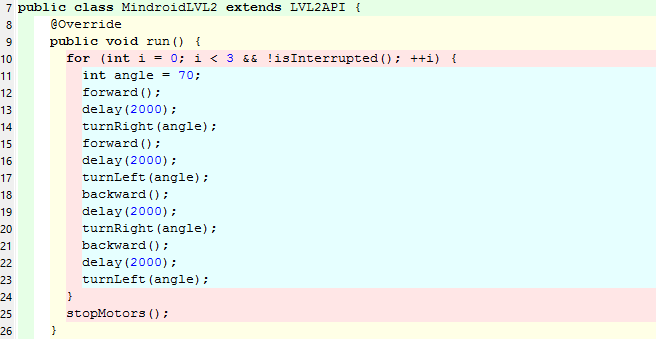 7 public class MindroidLVL2 extends LVL2API {
8 @Override
9 public void run() {
10 for (int i = 0; i < 3 && !isInterrupted(); ++i) {
11 int angle = 70;
12 forward();
13 delay(2000);
14 turnRight(angle);
15 forward();
16 delay(2000);
17 turnLeft(angle);
18 backward();
19 delay(2000);
20 turnRight(angle);
21 backward();
22 delay(2000);
23 turnLeft(angle);
24 }
25 stopMotors();
26 }